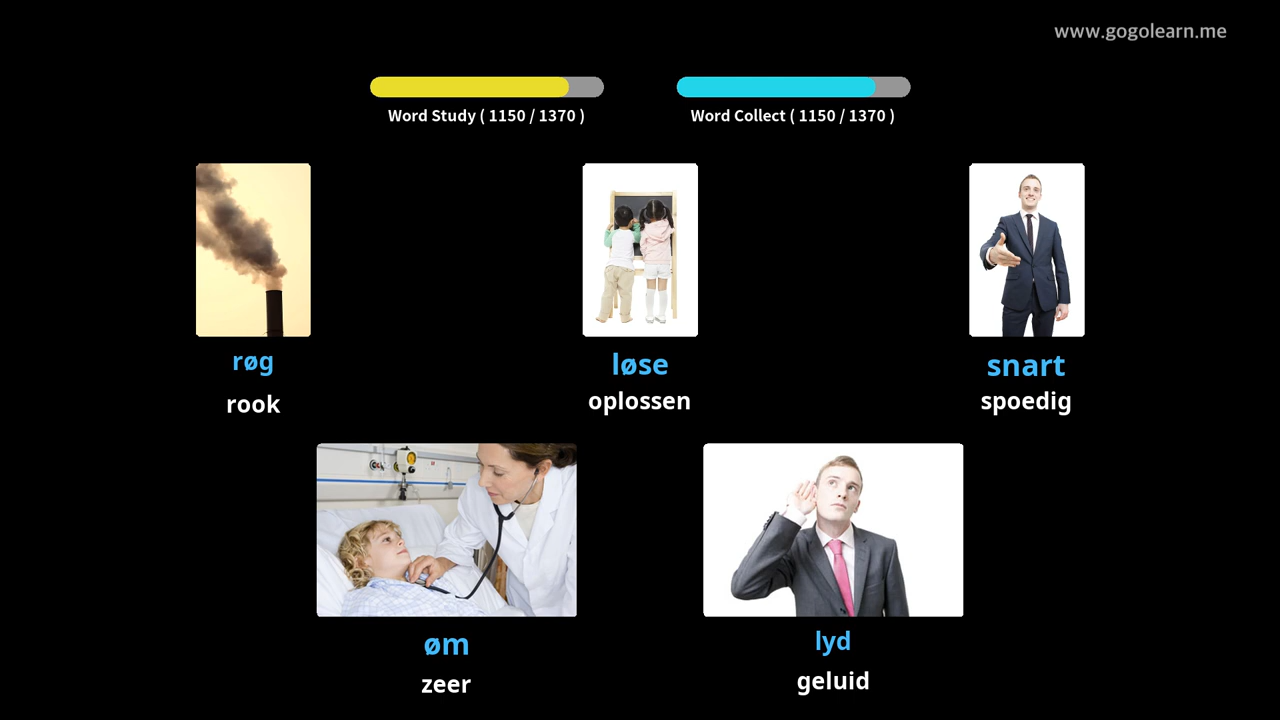 www.gogolearn.me
Word Study ( 1150 / 1370 )
Word Collect ( 1150 / 1370 )
røg
løse
snart
rook
oplossen
spoedig
øm
lyd
zeer
geluid